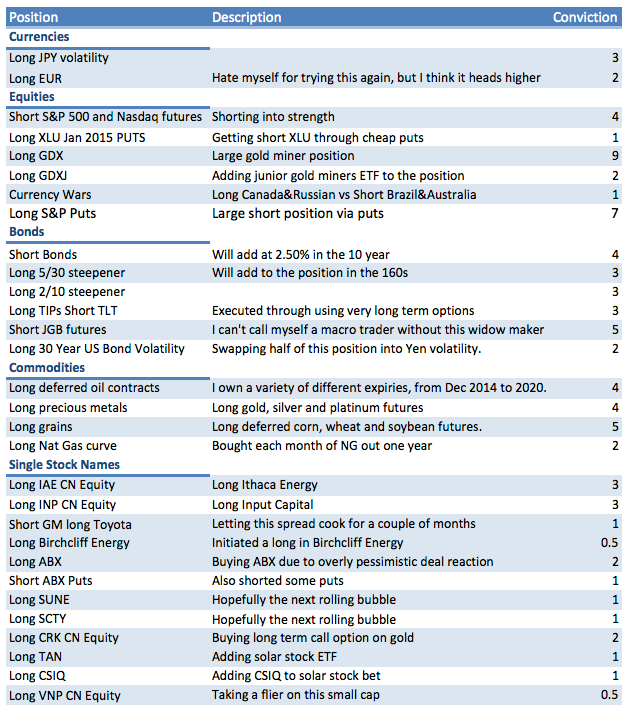 Position Description Conviction
Currencies
Long JPY volatility 3
Long EUR Hate myself for trying this again, but I think it heads higher 2
Equities
Short S&P 500 and Nasdaq futures Shorting into strength 4
Long XLU Jan 2015 PUTS Getting short XLU through cheap puts 1
Long GDX Large gold miner position 9
Long GDXJ Adding junior gold miners ETF to the position 2
Currency Wars Long Canada&Russian vs Short Brazil&Australia 1
Long S&P Puts Large short position via puts 7
Bonds
Short Bonds Will add at 2.50% in the 10 year 4
Long 5/30 steepener Will add to the position in the 160s 3
Long 2/10 steepener 3
Long TIPs Short TLT Executed through using very long term options 3
Short JGB futures I can't call myself a macro trader without this widow maker 5
Long 30 Year US Bond Volatility Swapping half of this position into Yen volatility. 2
Commodities
Long deferred oil contracts I own a variety of different expiries, from Dec 2014 to 2020. 4
Long precious metals Long gold, silver and platinum futures 4
Long grains Long deferred corn, wheat and soybean futures. 5
Long Nat Gas curve Bought each month of NG out one year 2
Single Stock Names
Long IAE CN Equity Long Ithaca Energy 3
Long INP CN Equity Long Input Capital 3
Short GM long Toyota Letting this spread cook for a couple of months 1
Long Birchcliff Energy Initiated a long in Birchcliff Energy 0.5
Long ABX Buying ABX due to overly pessimistic deal reaction 2
Short ABX Puts Also shorted some puts 1
Long SUNE Hopefully the next rolling bubble 1
Long SCTY Hopefully the next rolling bubble 1
Long CRK CN Equity Buying long term call option on gold 2
Long TAN Adding solar stock ETF 1
Long CSIQ Adding CSIQ to solar stock bet 1
Long VNP CN Equity Taking a flier on this small cap 0.5